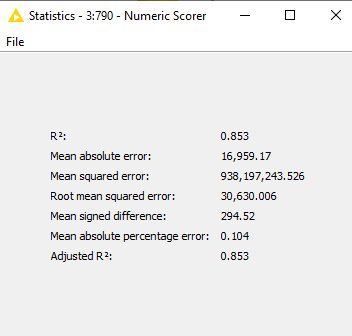 Statistics - 3:790 - Numeric Scorer
File
R²: 0.853
Mean absolute error: 16,959.17
Mean squared error: 938,197,243.526
Root mean squared error: 30,630.006
Mean signed difference: 294.52
Mean absolute percentage error: 0.104
Adjusted R²: 0.853